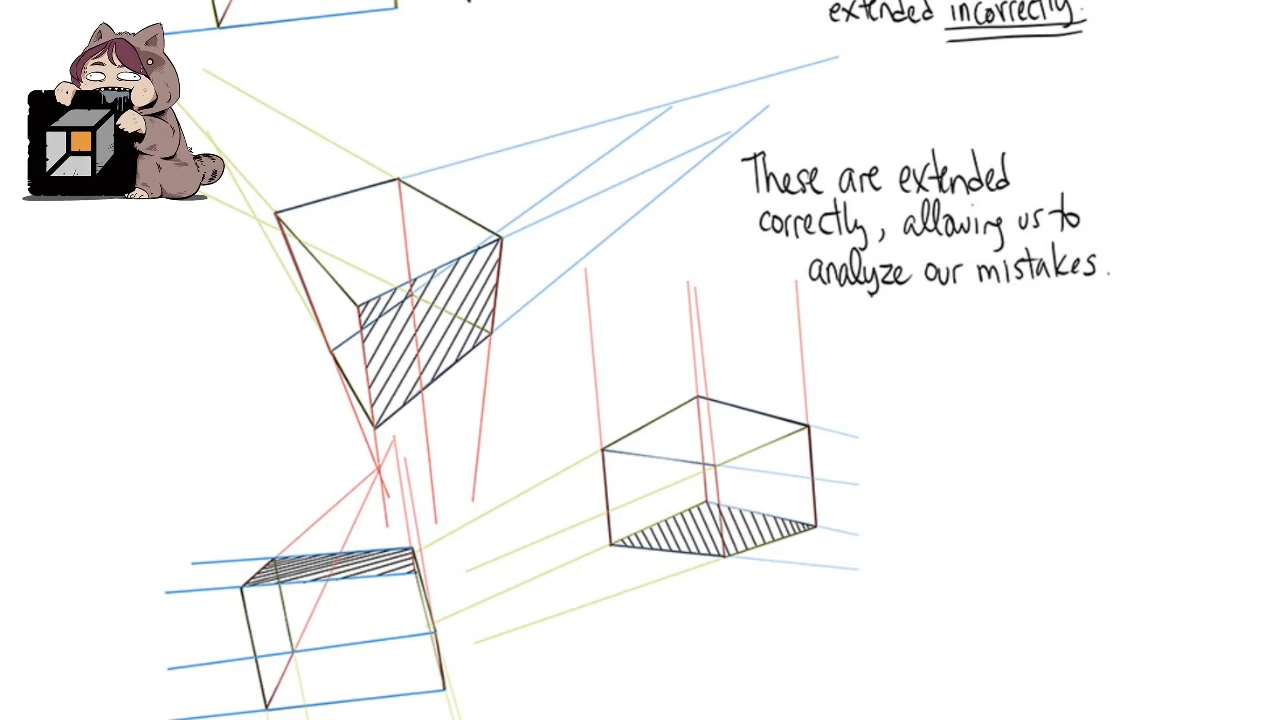 extended incorrectly.
These are extended
correctly, allowing us to
analyze our mistakes.